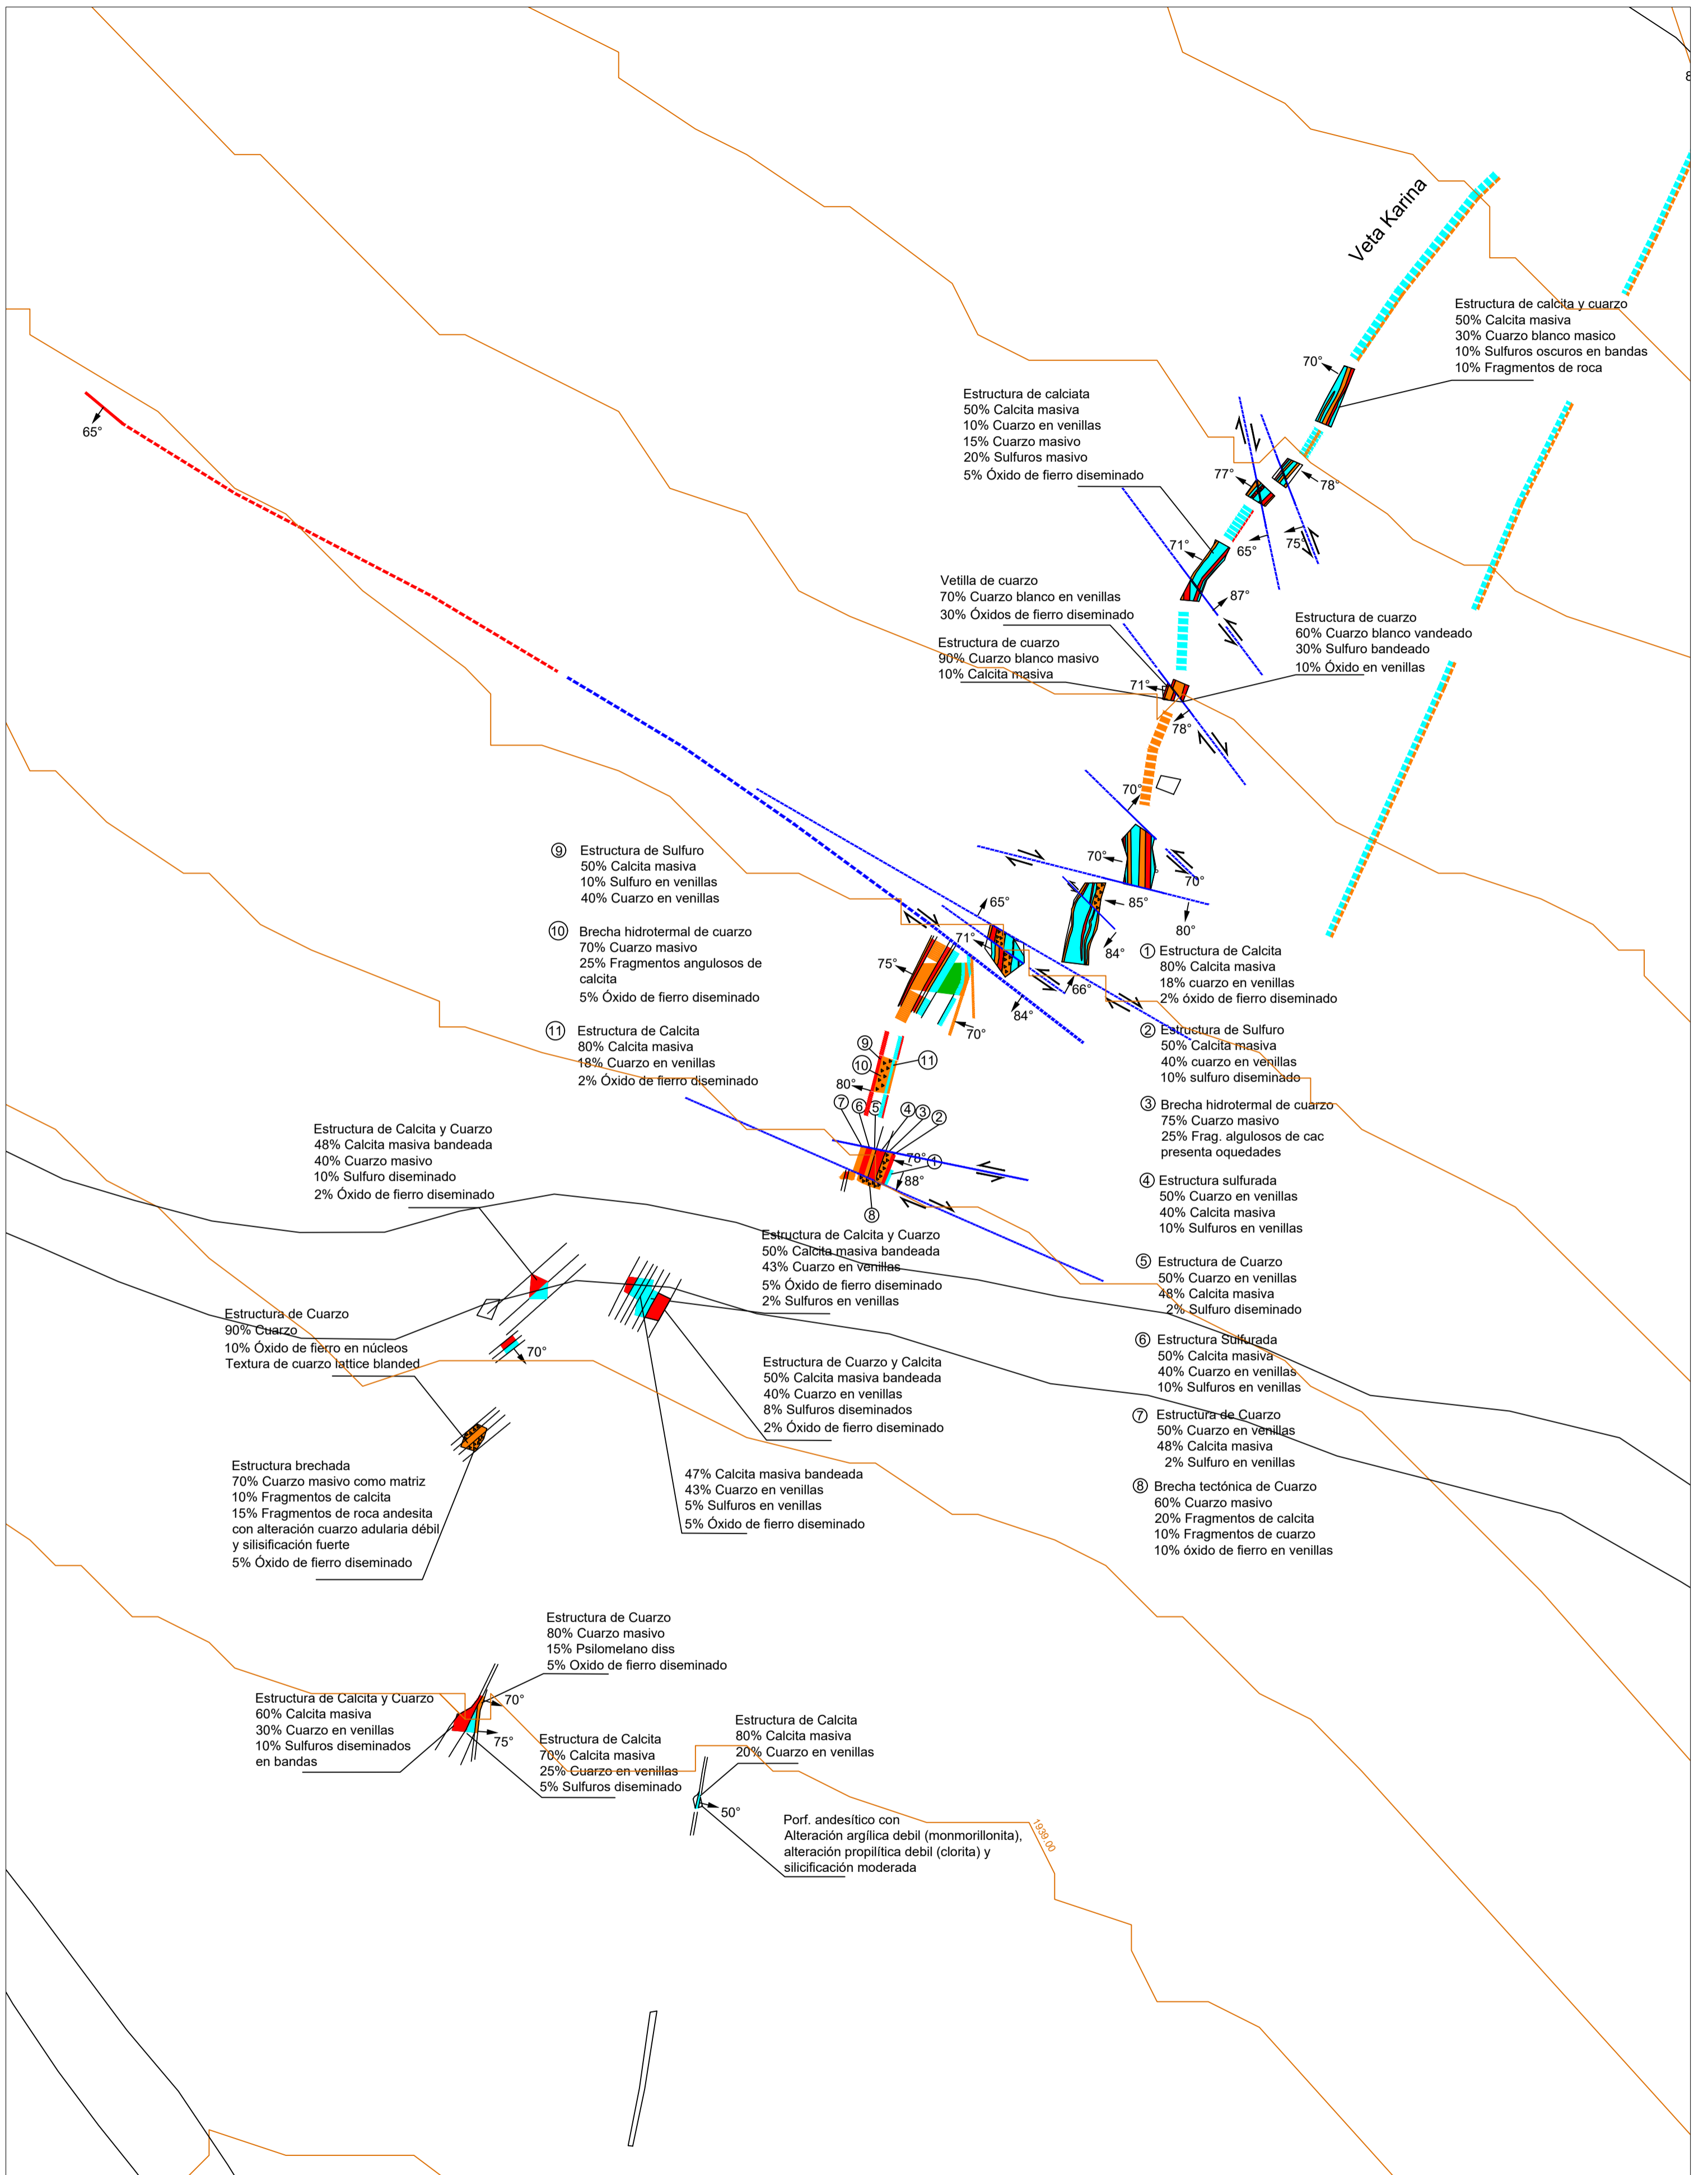 8
Veta Karina
Estructura de calcita y cuarzo
50% Calcita masiva
30% Cuarzo blanco masico
10% Sulfuros oscuros en bandas
10% Fragmentos de roca
70°
65°
Estructura de calciata
50% Calcita masiva
10% Cuarzo en venillas
15% Cuarzo masivo
20% Sulfuros masivo
5% Óxido de fierro diseminado
77°
78°
71°
65°
75°
87°
Vetilla de cuarzo
70% Cuarzo blanco en venillas
30% Óxidos de fierro diseminado
Estructura de cuarzo
60% Cuarzo blanco vandeado
30% Sulfuro bandeado
10% Óxido en venillas
Estructura de cuarzo
90% Cuarzo blanco masivo
10% Calcita masiva
71°
78°
70°
70°
70°
85°
80°
84°
65°
71°
66°
84°
75°
70°
9 Estructura de Sulfuro
50% Calcita masiva
10% Sulfuro en venillas
40% Cuarzo en venillas
10 Brecha hidrotermal de cuarzo
70% Cuarzo masivo
25% Fragmentos angulosos de
calcita
5% Óxido de fierro diseminado
11 Estructura de Calcita
80% Calcita masiva
18% Cuarzo en venillas
2% Óxido de fierro diseminado
9
10
11
80°
7
6
5
4
3
2
78°
1
88°
8
1 Estructura de Calcita
80% Calcita masiva
18% cuarzo en venillas
2% óxido de fierro diseminado
2 Estructura de Sulfuro
50% Calcita masiva
40% cuarzo en venillas
10% sulfuro diseminado
3 Brecha hidrotermal de cuarzo
75% Cuarzo masivo
25% Frag. algulosos de cac
presenta oquedades
4 Estructura sulfurada
50% Cuarzo en venillas
40% Calcita masiva
10% Sulfuros en venillas
5 Estructura de Cuarzo
50% Cuarzo en venillas
48% Calcita masiva
2% Sulfuro diseminado
6 Estructura Sulfurada
50% Calcita masiva
40% Cuarzo en venillas
10% Sulfuros en venillas
7 Estructura de Cuarzo
50% Cuarzo en venillas
48% Calcita masiva
2% Sulfuro en venillas
8 Brecha tectónica de Cuarzo
60% Cuarzo masivo
20% Fragmentos de calcita
10% Fragmentos de cuarzo
10% óxido de fierro en venillas
Estructura de Calcita y Cuarzo
48% Calcita masiva bandeada
40% Cuarzo masivo
10% Sulfuro diseminado
2% Óxido de fierro diseminado
Estructura de Calcita y Cuarzo
50% Calcita masiva bandeada
43% Cuarzo en venillas
5% Óxido de fierro diseminado
2% Sulfuros en venillas
Estructura de Cuarzo
90% Cuarzo
10% Óxido de fierro en núcleos
Textura de cuarzo lattice blanded
70°
Estructura de Cuarzo y Calcita
50% Calcita masiva bandeada
40% Cuarzo en venillas
8% Sulfuros diseminados
2% Óxido de fierro diseminado
Estructura brechada
70% Cuarzo masivo como matriz
10% Fragmentos de calcita
15% Fragmentos de roca andesita
con alteración cuarzo adularia débil
y silisificación fuerte
5% Óxido de fierro diseminado
47% Calcita masiva bandeada
43% Cuarzo en venillas
5% Sulfuros en venillas
5% Óxido de fierro diseminado
Estructura de Cuarzo
80% Cuarzo masivo
15% Psilomelano diss
5% Oxido de fierro diseminado
Estructura de Calcita y Cuarzo
60% Calcita masiva
30% Cuarzo en venillas
10% Sulfuros diseminados
en bandas
70°
75°
Estructura de Calcita
70% Calcita masiva
25% Cuarzo en venillas
5% Sulfuros diseminado
Estructura de Calcita
80% Calcita masiva
20% Cuarzo en venillas
50°
Porf. andesítico con
Alteración argílica debil (monmorillonita),
alteración propilítica debil (clorita) y
silicificación moderada
1939.00